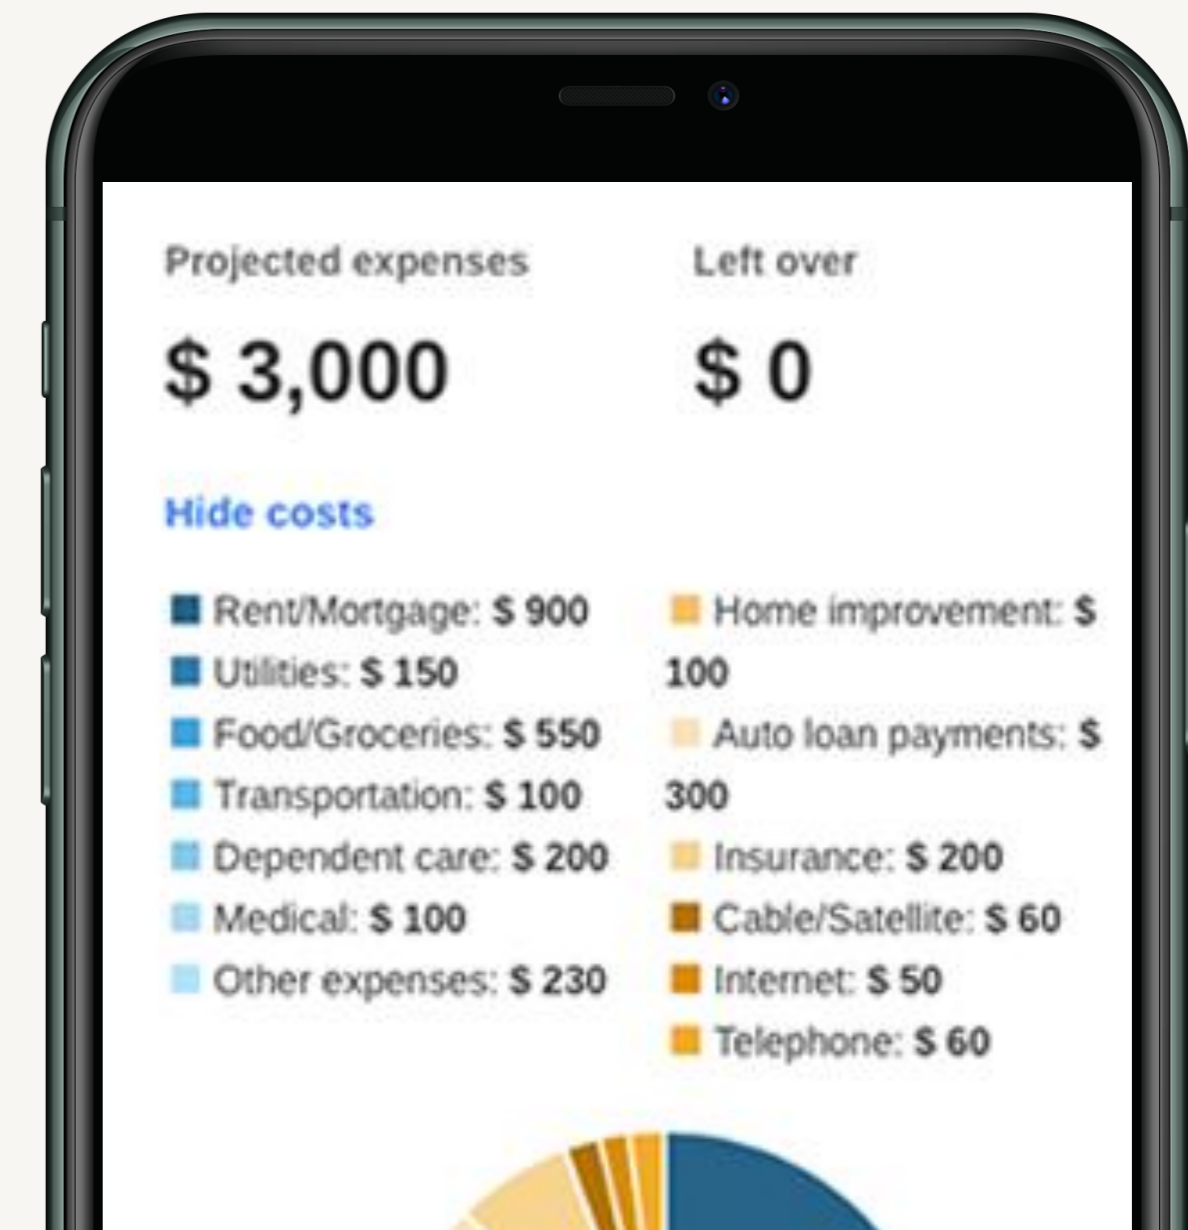 Projected expenses
Left over
$ 3,000
$ 0
Hide costs
Rent/Mortgage: $ 900
Utilities: $ 150
Food/Groceries: $ 550
Transportation: $ 100
Dependent care: $ 200
Medical: $ 100
Other expenses: $ 230
Home improvement: $
100
Auto loan payments: $
300
Insurance: $ 200
Cable/Satellite: $ 60
Internet: $ 50
Telephone: $ 60